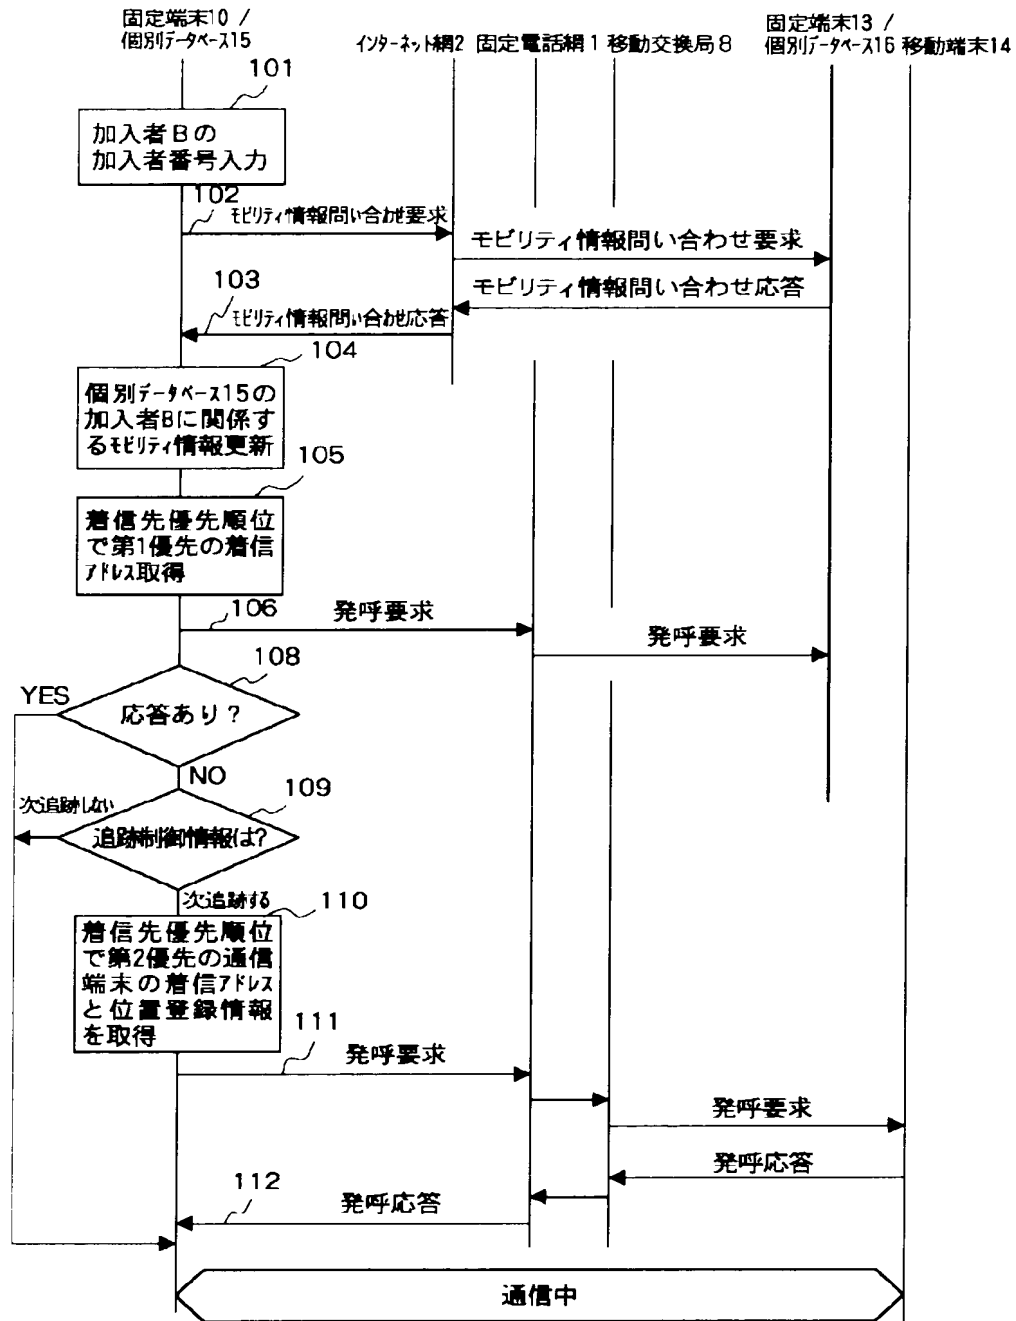 固定端末10 /
個別データベース15
インターネット網2 固定電話網1 移動交換局8
固定端末13 /
個別データベース16 移動端末14
101
加入者Bの
加入者番号入力
102
モビリティ情報問い合わせ要求
モビリティ情報問い合わせ要求
モビリティ情報問い合わせ応答
103
モビリティ情報問い合わせ応答
104
個別データベース15の
加入者Bに関係す
るモビリティ情報更新
105
着信先優先順位
で第1優先の着信
アドレス取得
106
発呼要求
発呼要求
108
YES
応答あり?
NO
109
次追跡しない
追跡制御情報は?
次追跡する
110
着信先優先順位
で第2優先の通信
端末の着信アドレス
と位置登録情報
を取得
111
発呼要求
発呼要求
発呼応答
112
発呼応答
通信中